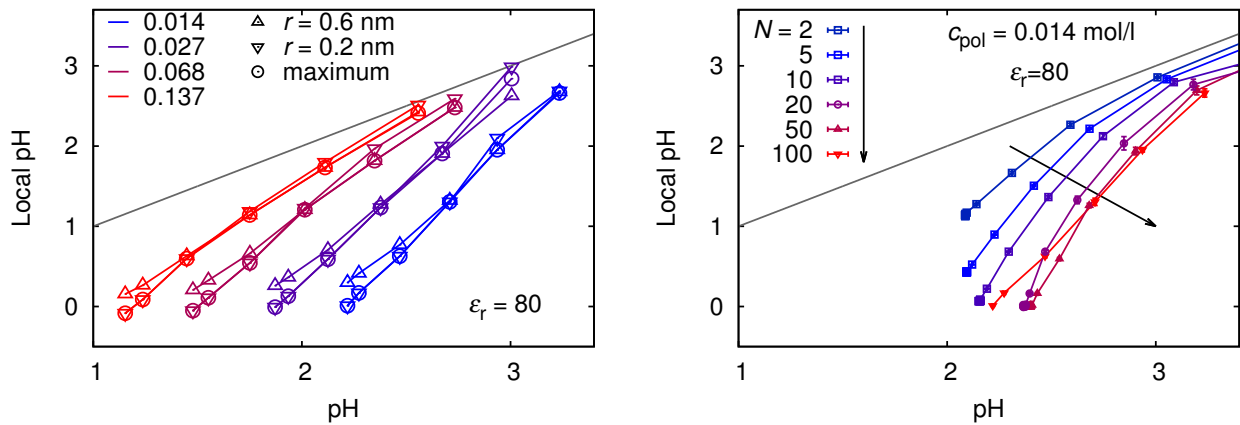 0.014
0.027
0.068
0.137
r = 0.6 nm
r = 0.2 nm
maximum
εr = 80
Local pH
0
1
2
3
1
2
3
pH
N = 2
5
10
20
50
100
cpol = 0.014 mol/l
εr=80
Local pH
0
1
2
3
1
2
3
pH